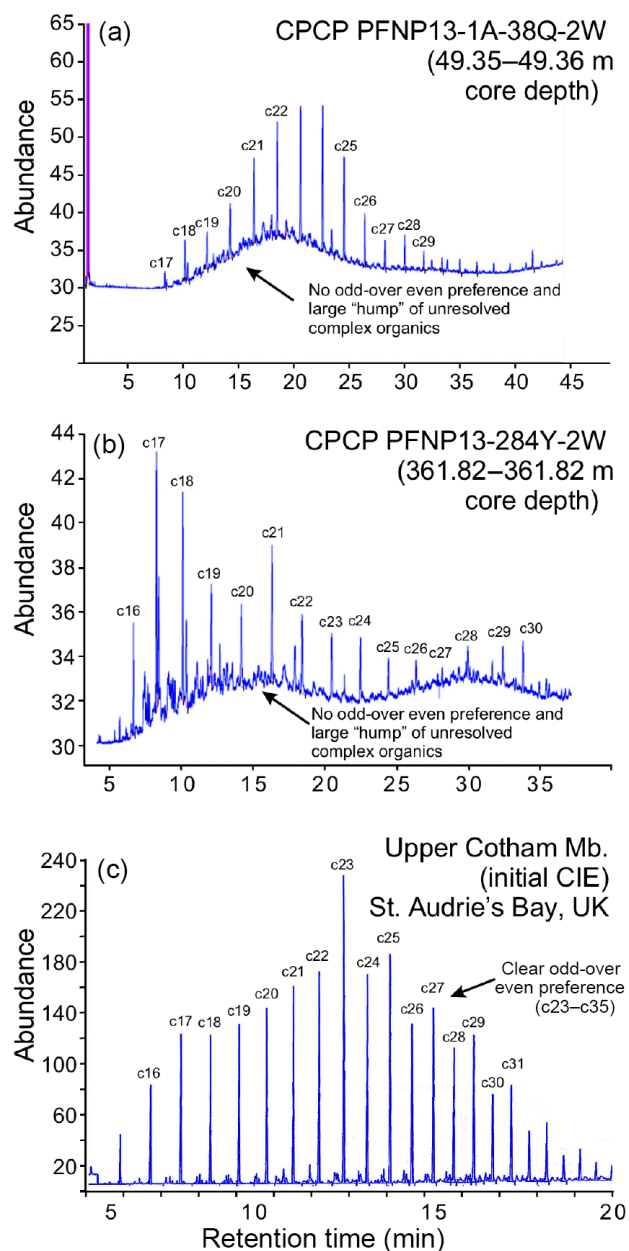 (a)
CPCP PFNP13-1A-38Q-2W
(49.35–49.36 m
core depth)
Abundance
65
60
55
50
45
40
35
30
25
c17
c18
c19
c20
c21
c22
c25
c26
c27
c28
c29
No odd-over even preference and
large “hump” of unresolved
complex organics
5 10 15 20 25 30 35 40 45
(b)
CPCP PFNP13-284Y-2W
(361.82–361.82 m
core depth)
Abundance
44
42
40
38
36
34
32
30
c16
c17
c18
c19
c20
c21
c22
c23
c24
c25
c26
c27
c28
c29
c30
No odd-over even preference and
large “hump” of unresolved
complex organics
5 10 15 20 25 30 35
(c)
Upper Cotham Mb.
(initial CIE)
St. Audrie's Bay, UK
Abundance
240
180
140
100
60
20
c16
c17
c18
c19
c20
c21
c22
c23
c24
c25
c26
c27
c28
c29
c30
c31
Clear odd-over
even preference
(c23–c35)
5 10 15 20
Retention time (min)